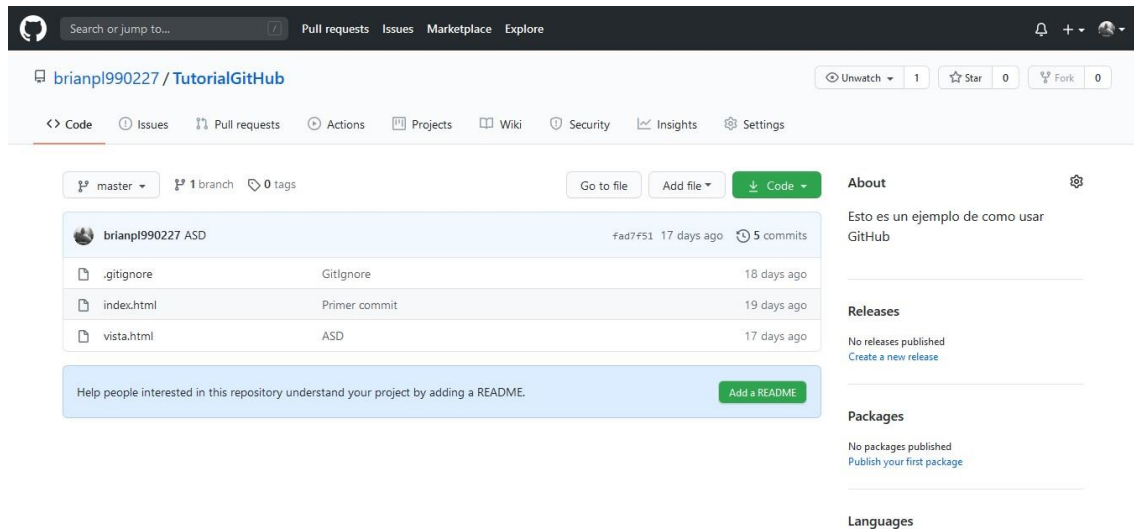 Search or jump to... / Pull requests Issues Marketplace Explore
brianpl990227 / TutorialGitHub Unwatch 1 Star 0 Fork 0
Code Issues Pull requests Actions Projects Wiki Security Insights Settings
master 1 branch 0 tags Go to file Add file Code
brianpl990227 ASD fad7f51 17 days ago 5 commits
.gitignore GitIgnore 18 days ago
index.html Primer commit 19 days ago
vista.html ASD 17 days ago
Help people interested in this repository understand your project by adding a README. Add a README
About
Esto es un ejemplo de como usar
GitHub
Releases
No releases published
Create a new release
Packages
No packages published
Publish your first package
Languages